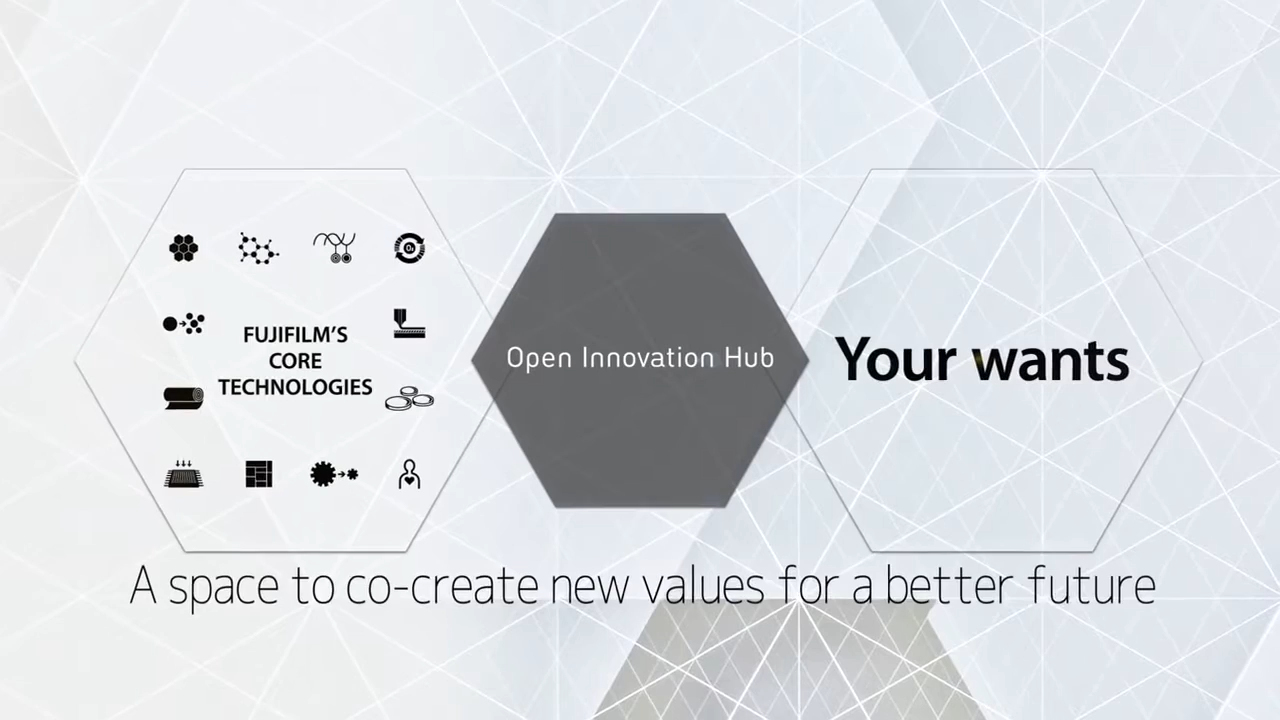 FUJIFILM'S
CORE
TECHNOLOGIES
Open Innovation Hub
Your wants
A space to co-create new values for a better future